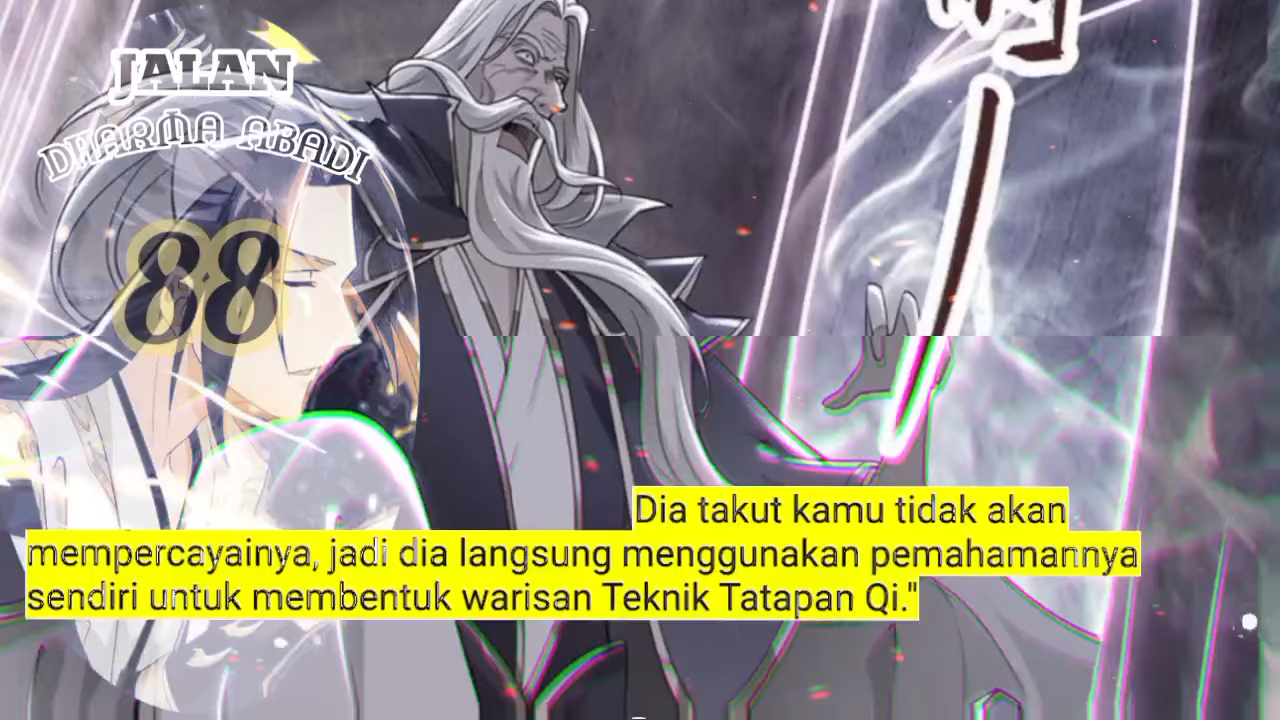 JALAN
DHARMA ABADI
88
Dia takut kamu tidak akan
mempercayainya, jadi dia langsung menggunakan pemahamannya
sendiri untuk membentuk warisan Teknik Tatapan Qi."